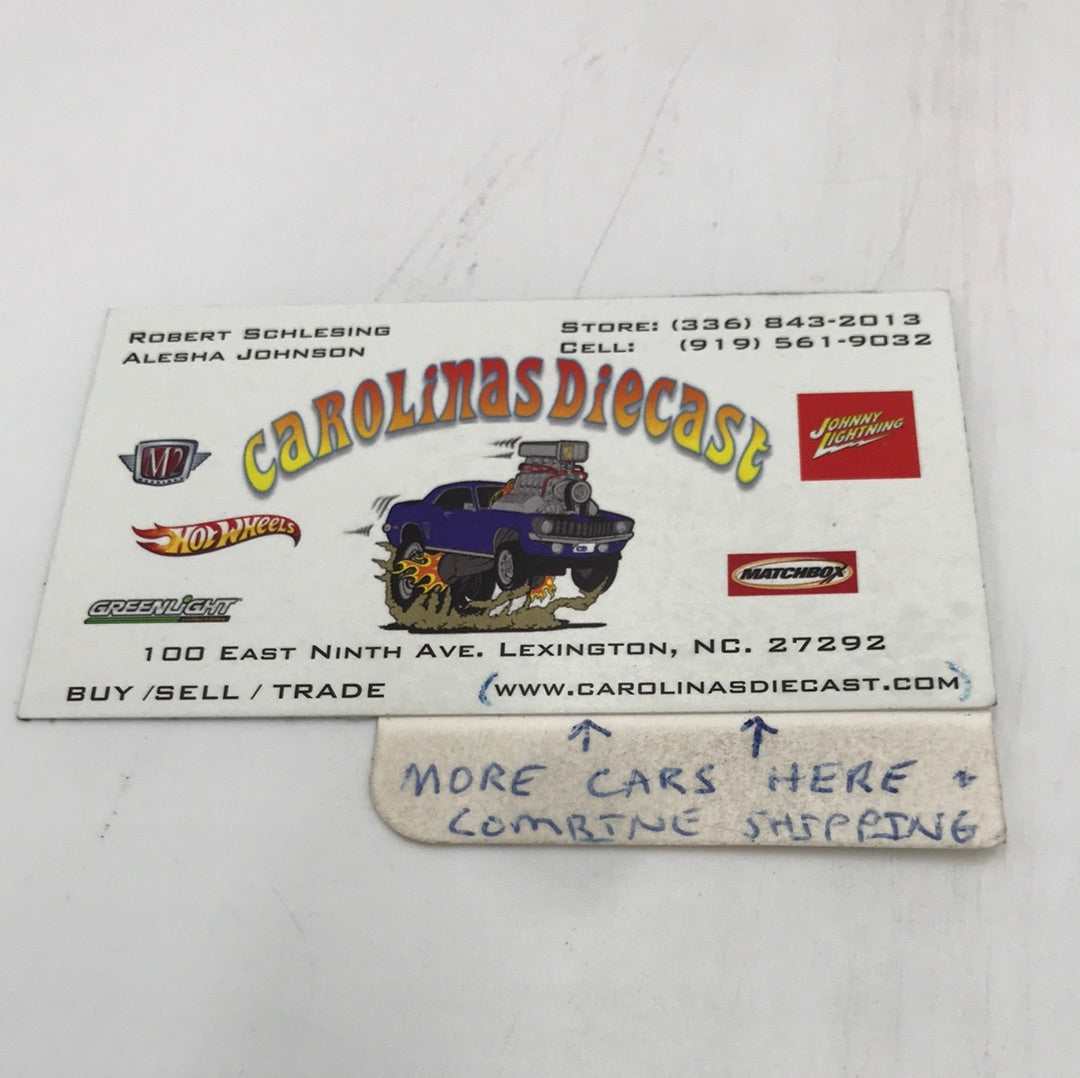 ROBERT SCHLESING
ALESHA JOHNSON
STORE: (336) 843-2013
CELL: (919) 561-9032
CAROLiNAS DiECAST
M2
JOHNNY
LIGHTNING
HOT WHEELS
MATCHBOX
GREENLIGHT
100 EAST NINTH AVE. LEXINGTON, NC. 27292
BUY /SELL / TRADE
(WWW.CAROLINASDIECAST.COM)
MORE CARS HERE +
COMBINE SHIPPING